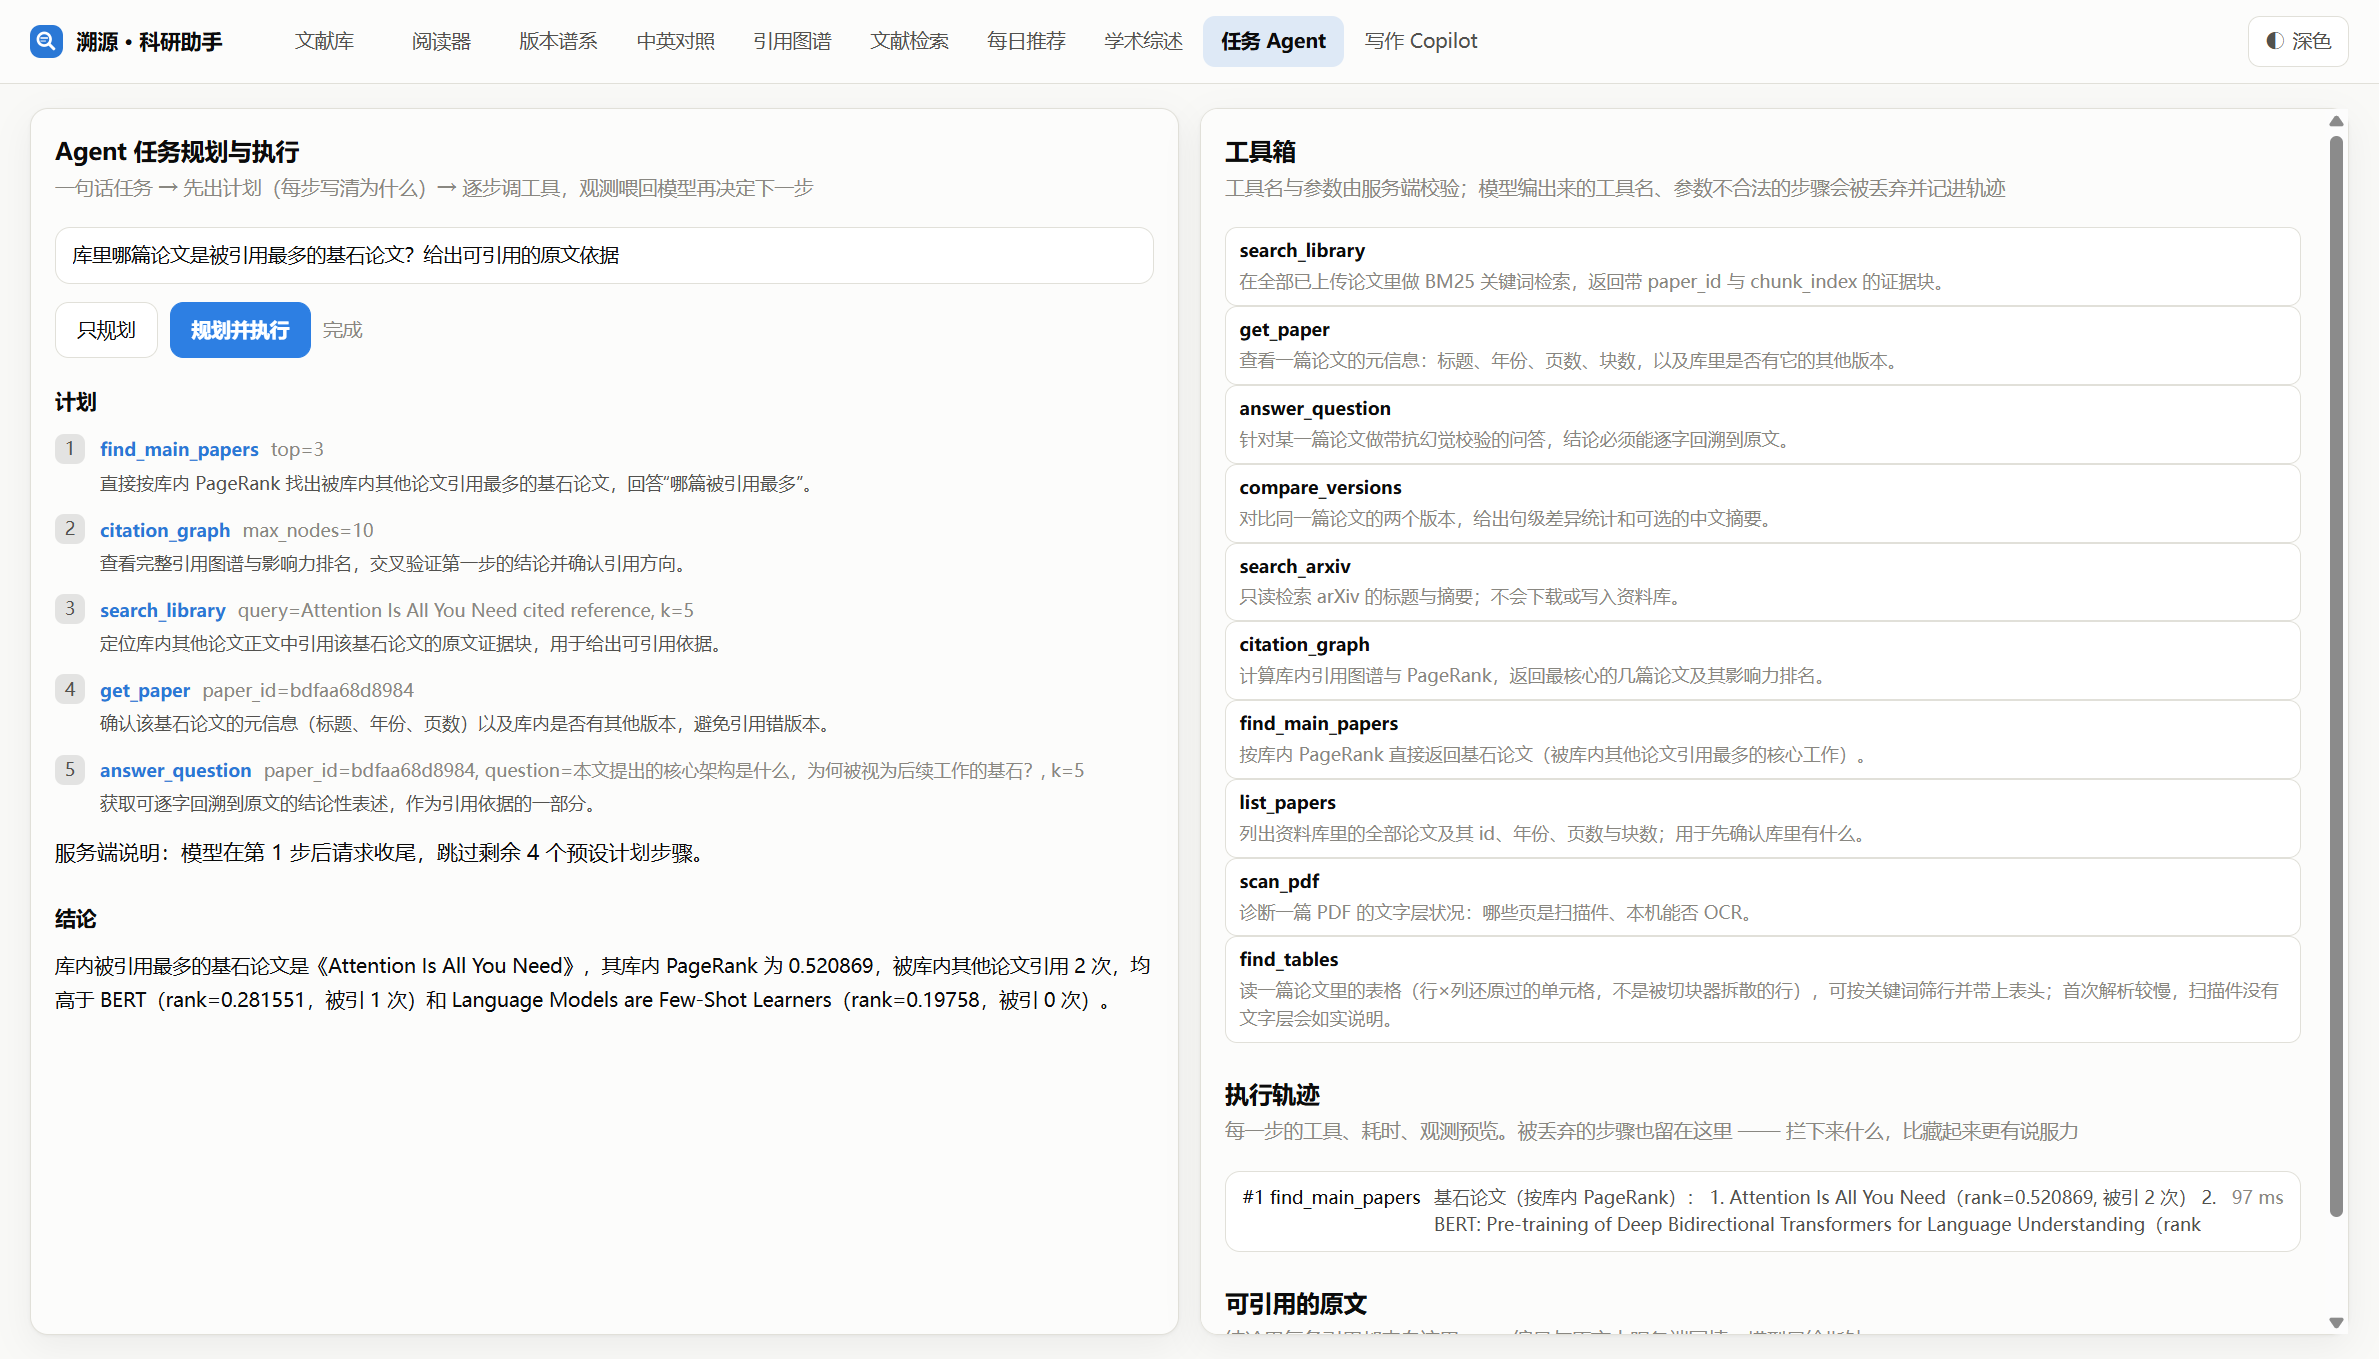 溯源·科研助手
文献库
阅读器
版本谱系
中英对照
引用图谱
文献检索
每日推荐
学术综述
任务 Agent
写作 Copilot
深色
Agent 任务规划与执行
一句话任务 → 先出计划（每步写清为什么）→ 逐步调工具，观测喂回模型再决定下一步
库里哪篇论文是被引用最多的基石论文？给出可引用的原文依据
只规划
规划并执行
完成
计划
1 find_main_papers top=3
直接按库内 PageRank 找出被库内其他论文引用最多的基石论文，回答“哪篇被引用最多”。
2 citation_graph max_nodes=10
查看完整引用图谱与影响力排名，交叉验证第一步的结论并确认引用方向。
3 search_library query=Attention Is All You Need cited reference, k=5
定位库内其他论文正文中引用该基石论文的原文证据块，用于给出可引用依据。
4 get_paper paper_id=bdfaa68d8984
确认该基石论文的元信息（标题、年份、页数）以及库内是否有其他版本，避免引用错版本。
5 answer_question paper_id=bdfaa68d8984, question=本文提出的核心架构是什么，为何被视为后续工作的基石？, k=5
获取可逐字回溯到原文的结论性表述，作为引用依据的一部分。
服务端说明：模型在第 1 步后请求收尾，跳过剩余 4 个预设计划步骤。
结论
库内被引用最多的基石论文是《Attention Is All You Need》，其库内 PageRank 为 0.520869，被库内其他论文引用 2 次，均
高于 BERT（rank=0.281551，被引 1 次）和 Language Models are Few-Shot Learners（rank=0.19758，被引 0 次）。
工具箱
工具名与参数由服务端校验；模型编出来的工具名、参数不合法的步骤会被丢弃并记进轨迹
search_library
在全部已上传论文里做 BM25 关键词检索，返回带 paper_id 与 chunk_index 的证据块。
get_paper
查看一篇论文的元信息：标题、年份、页数、块数，以及库里是否有它的其他版本。
answer_question
针对某一篇论文做带抗幻觉校验的问答，结论必须能逐字回溯到原文。
compare_versions
对比同一篇论文的两个版本，给出句级差异统计和可选的中文摘要。
search_arxiv
只读检索 arXiv 的标题与摘要；不会下载或写入资料库。
citation_graph
计算库内引用图谱与 PageRank，返回最核心的几篇论文及其影响力排名。
find_main_papers
按库内 PageRank 直接返回基石论文（被库内其他论文引用最多的核心工作）。
list_papers
列出资料库里的全部论文及其 id、年份、页数与块数；用于先确认库里有什么。
scan_pdf
诊断一篇 PDF 的文字层状况：哪些页是扫描件、本机能否 OCR。
find_tables
读一篇论文里的表格（行×列还原过的单元格，不是被切块器拆散的行），可按关键词筛行并带上表头；首次解析较慢，扫描件没有
文字层会如实说明。
执行轨迹
每一步的工具、耗时、观测预览。被丢弃的步骤也留在这里 —— 拦下来什么，比藏起来更有说服力
#1 find_main_papers 基石论文（按库内 PageRank）： 1. Attention Is All You Need（rank=0.520869, 被引 2 次） 2. 97 ms
BERT: Pre-training of Deep Bidirectional Transformers for Language Understanding（rank
可引用的原文